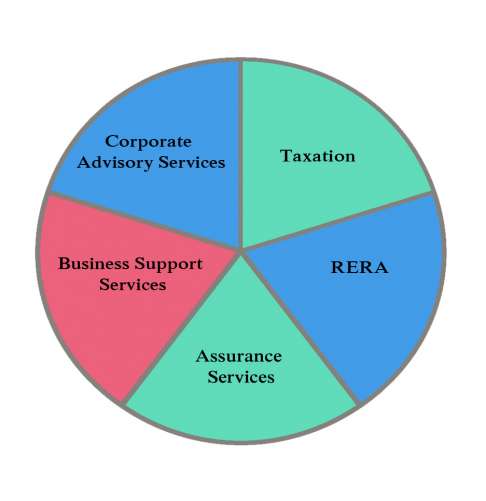 Corporate
Advisory Services
Taxation
Business Support
Services
RERA
Assurance
Services